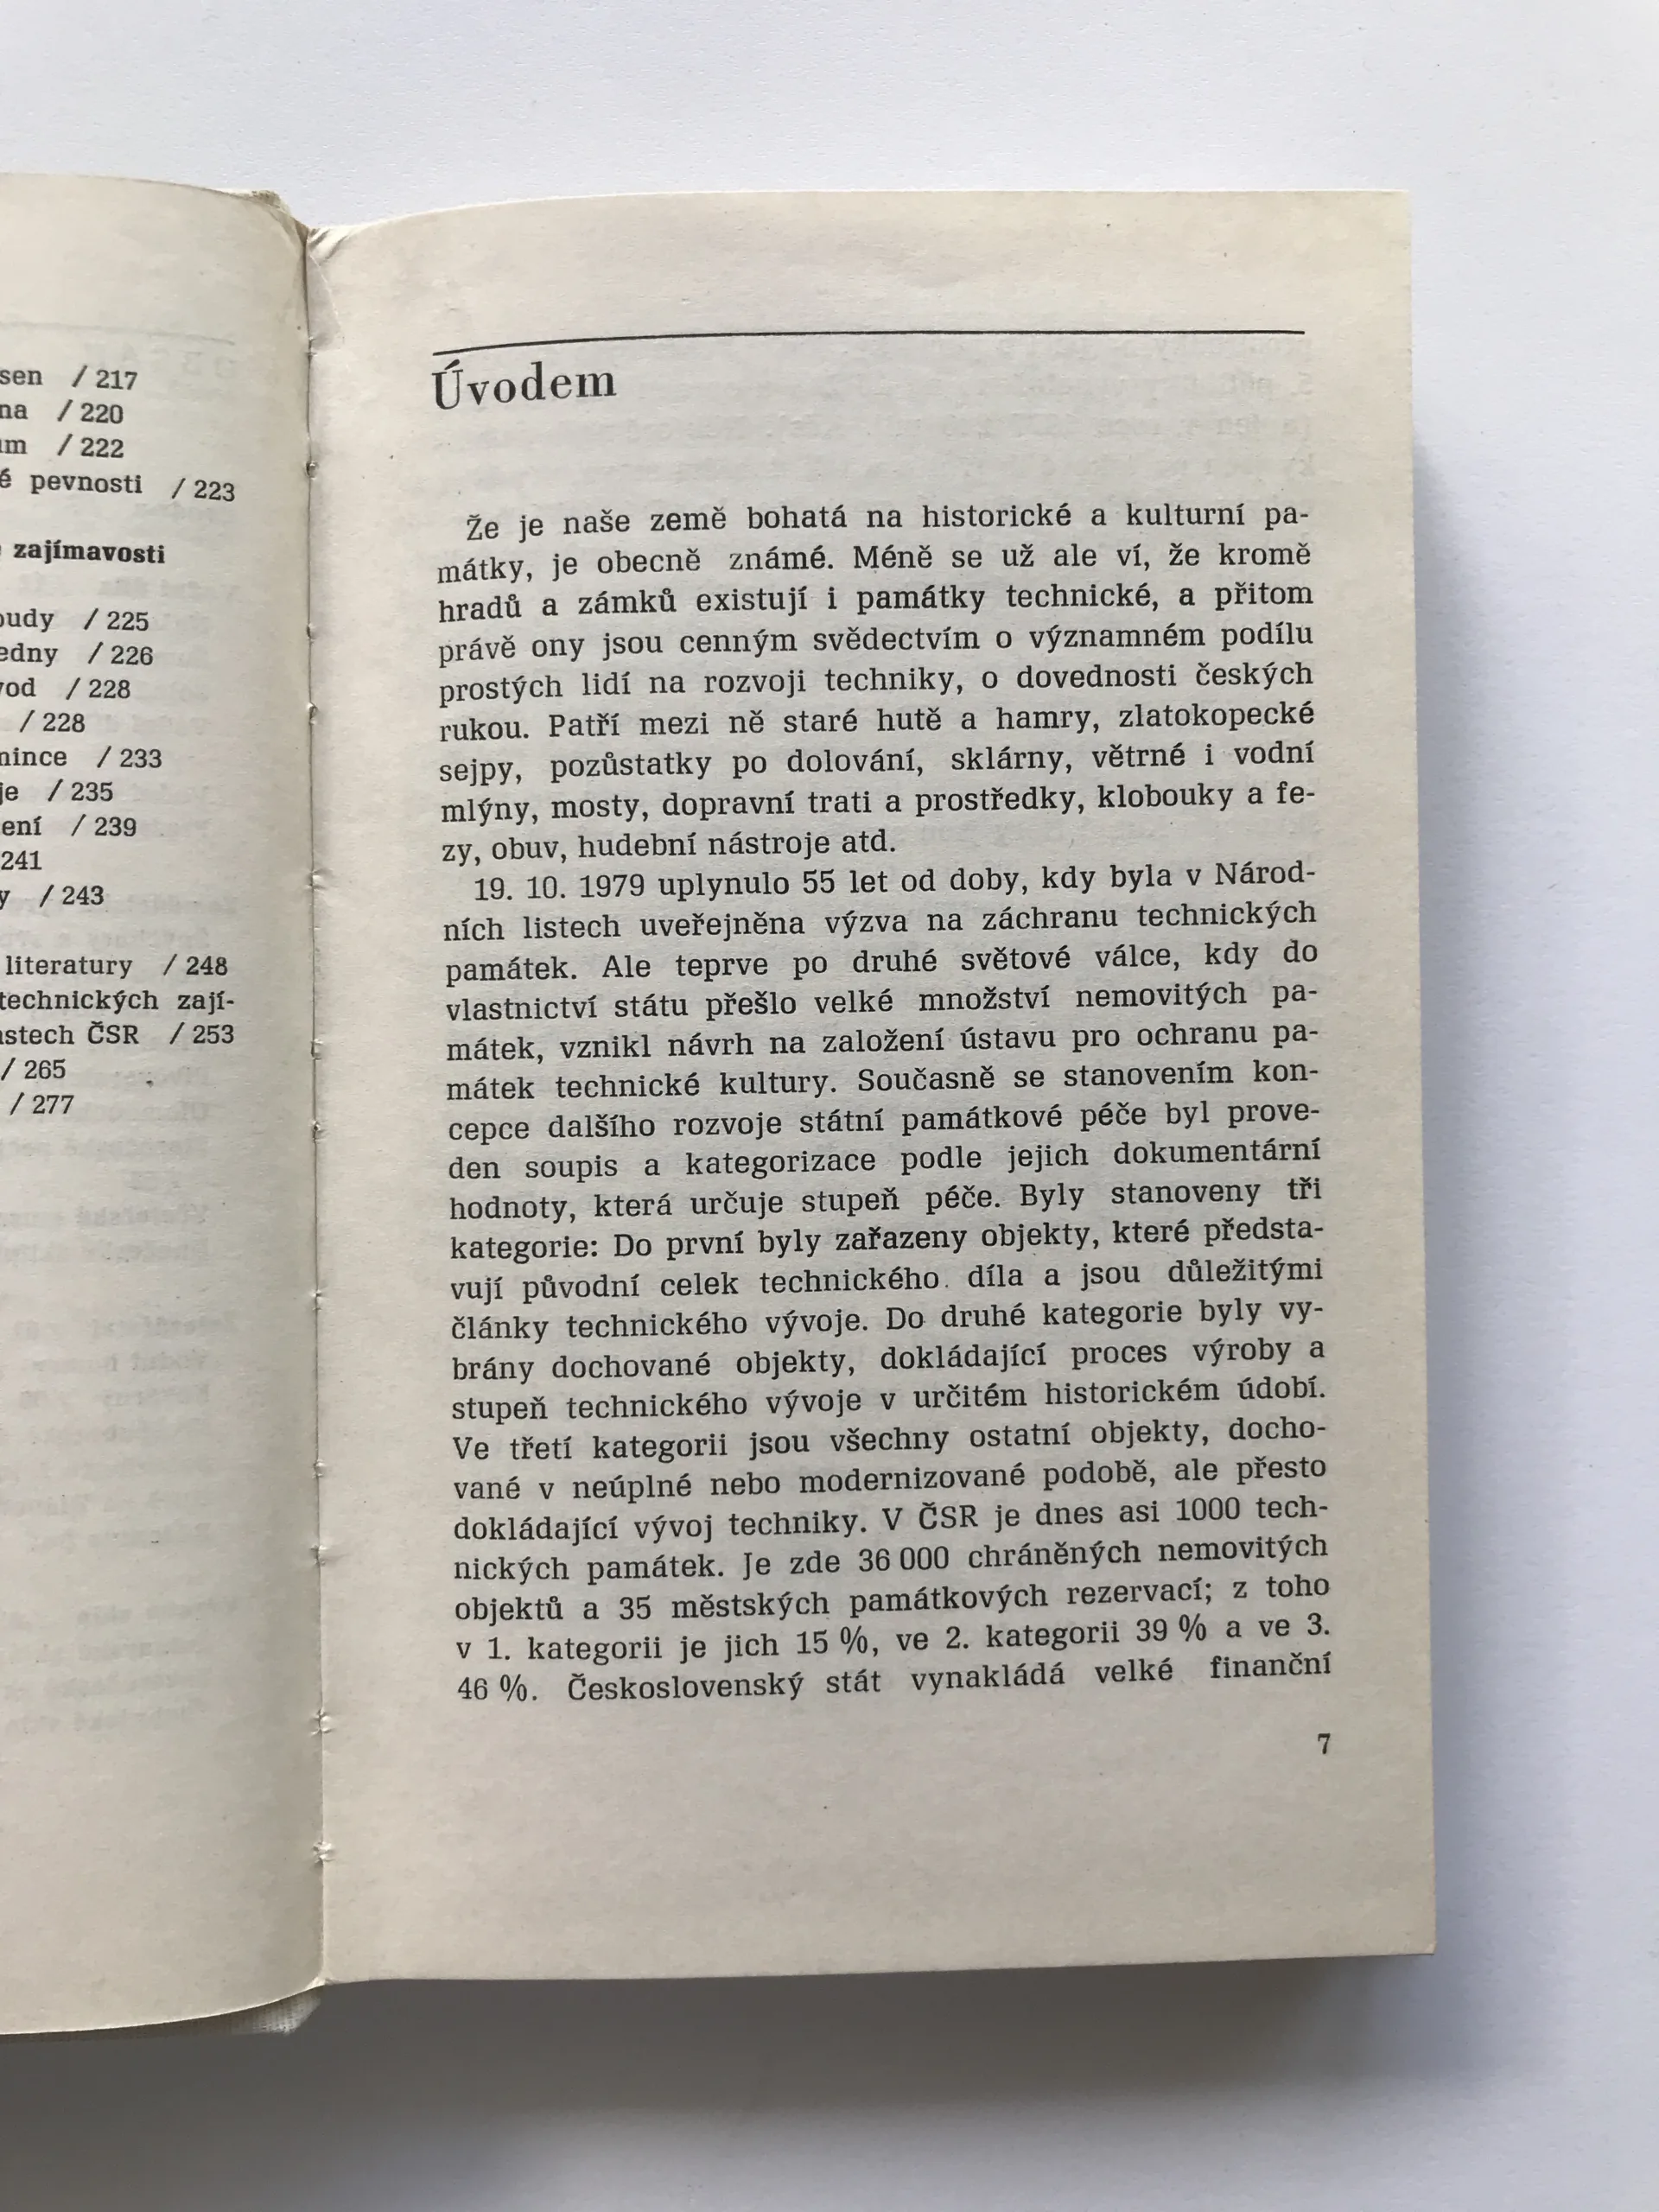 sen / 217
na / 220
um / 222
é pevnosti / 223
zajímavosti
oudy / 225
edny / 226
vod / 228
/ 228
mince / 233
je / 235
ení / 239
241
y / 243
literatury / 248
technických zají-
astech ČSR / 253
/ 265
/ 277
Úvodem
Že je naše země bohatá na historické a kulturní pa-
mátky, je obecně známé. Méně se už ale ví, že kromě
hradů a zámků existují i památky technické, a přitom
právě ony jsou cenným svědectvím o významném podílu
prostých lidí na rozvoji techniky, o dovednosti českých
rukou. Patří mezi ně staré hutě a hamry, zlatokopecké
sejpy, pozůstatky po dolování, sklárny, větrné i vodní
mlýny, mosty, dopravní trati a prostředky, klobouky a fe-
zy, obuv, hudební nástroje atd.
19. 10. 1979 uplynulo 55 let od doby, kdy byla v Národ-
ních listech uveřejněna výzva na záchranu technických
památek. Ale teprve po druhé světové válce, kdy do
vlastnictví státu přešlo velké množství nemovitých pa-
mátek, vznikl návrh na založení ústavu pro ochranu pa-
mátek technické kultury. Současně se stanovením kon-
cepce dalšího rozvoje státní památkové péče byl prove-
den soupis a kategorizace podle jejich dokumentární
hodnoty, která určuje stupeň péče. Byly stanoveny tři
kategorie: Do první byly zařazeny objekty, které předsta-
vují původní celek technického díla a jsou důležitými
články technického vývoje. Do druhé kategorie byly vy-
brány dochované objekty, dokládající proces výroby a
stupeň technického vývoje v určitém historickém údobí.
Ve třetí kategorii jsou všechny ostatní objekty, docho-
vané v neúplné nebo modernizované podobě, ale přesto
dokládající vývoj techniky. V ČSR je dnes asi 1000 tech-
nických památek. Je zde 36 000 chráněných nemovitých
objektů a 35 městských památkových rezervací; z toho
v 1. kategorii je jich 15 %, ve 2. kategorii 39 % a ve 3.
46 %. Československý stát vynakládá velké finanční
7